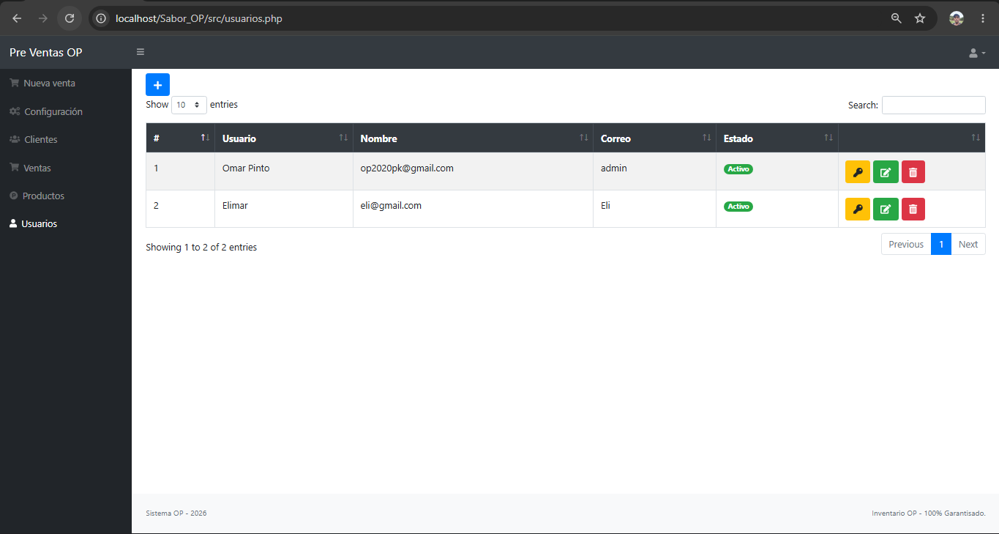 localhost/Sabor_OP/src/usuarios.php
Pre Ventas OP
Nueva venta
Configuración
Clientes
Ventas
Productos
Usuarios
+
Show 10 entries
Search:
# Usuario Nombre Correo Estado
1 Omar Pinto op2020pk@gmail.com admin Activo
2 Elimar eli@gmail.com Eli Activo
Showing 1 to 2 of 2 entries
Previous 1 Next
Sistema OP - 2026
Inventario OP - 100% Garantisado.